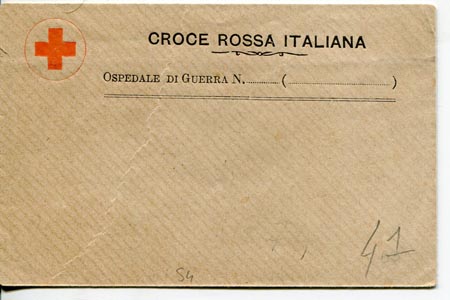 CROCE ROSSA ITALIANA
OSPEDALE DI GUERRA N. ............ ( .................................... )
54
41